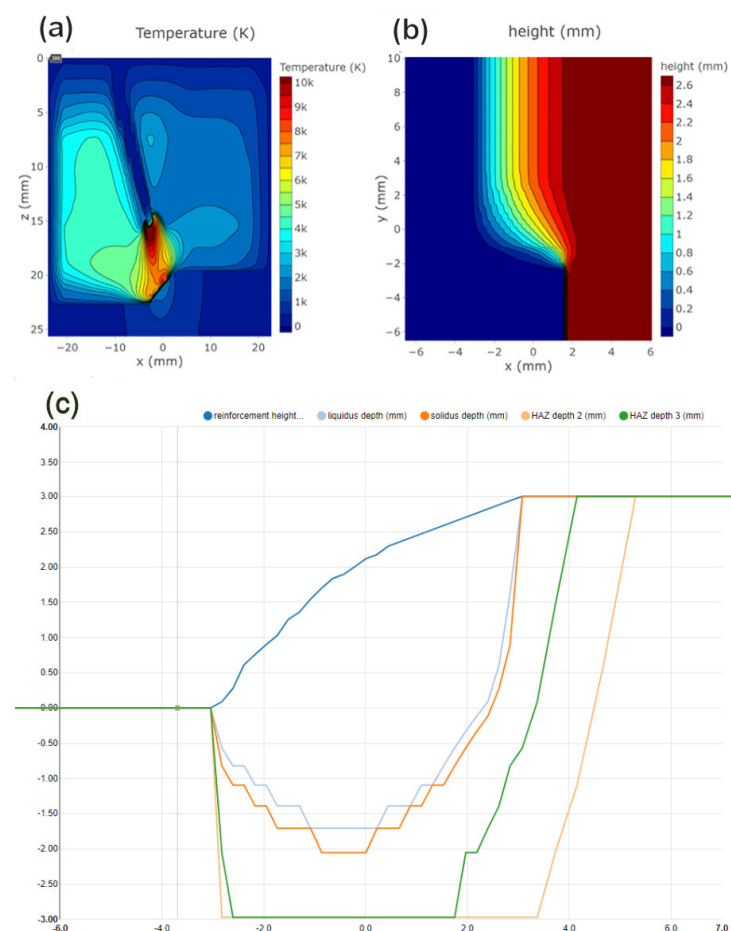 (a)
Temperature (K)
Temperature (K)
10k
9k
8k
7k
6k
5k
4k
3k
2k
1k
0
0
5
10
15
20
25
z (mm)
−20
−10
0
10
20
x (mm)
(b)
height (mm)
height (mm)
2.6
2.4
2.2
2
1.8
1.6
1.4
1.2
1
0.8
0.6
0.4
0.2
0
10
8
6
4
2
0
−2
−4
−6
y (mm)
−6
−4
−2
0
2
4
6
x (mm)
(c)
reinforcement height...
liquidus depth (mm)
solidus depth (mm)
HAZ depth 2 (mm)
HAZ depth 3 (mm)
4.00
3.50
3.00
2.50
2.00
1.50
1.00
0.50
0.00
-0.50
-1.00
-1.50
-2.00
-2.50
-3.00
-6.0
-4.0
-2.0
0.0
2.0
4.0
6.0
7.0